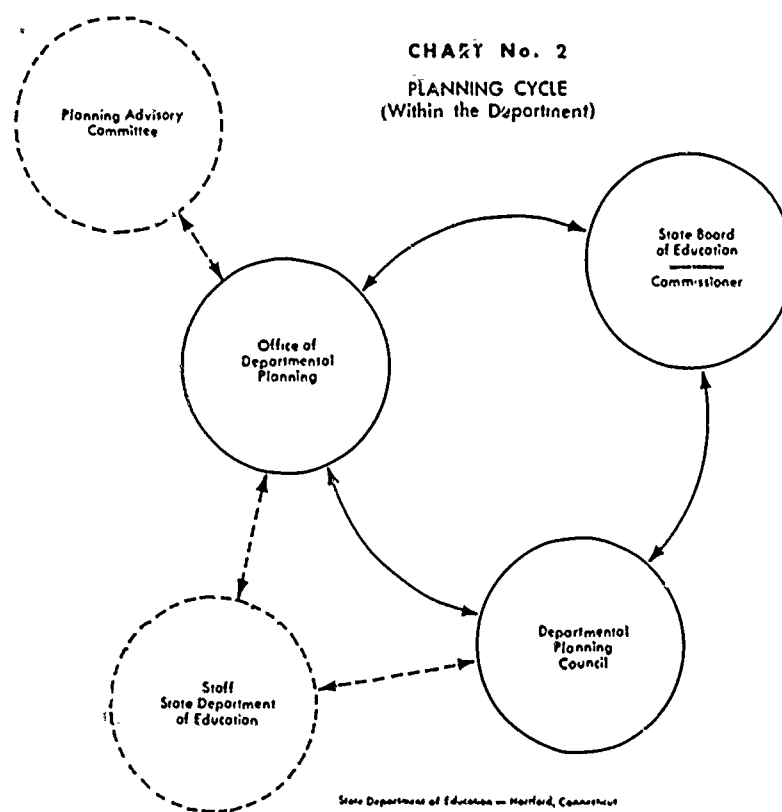 CHART No. 2
PLANNING CYCLE
(Within the Department)
Planning Advisory
Committee
State Board
of Education
Commissioner
Office of
Departmental
Planning
Departmental
Planning
Council
Staff
State Department
of Education
State Department of Education — Hartford, Connecticut